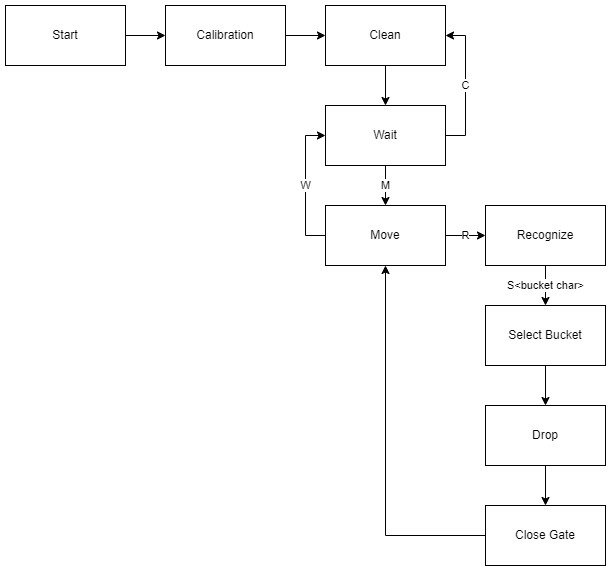 Start
Calibration
Clean
C
Wait
W
M
Move
R
Recognize
S<bucket char>
Select Bucket
Drop
Close Gate